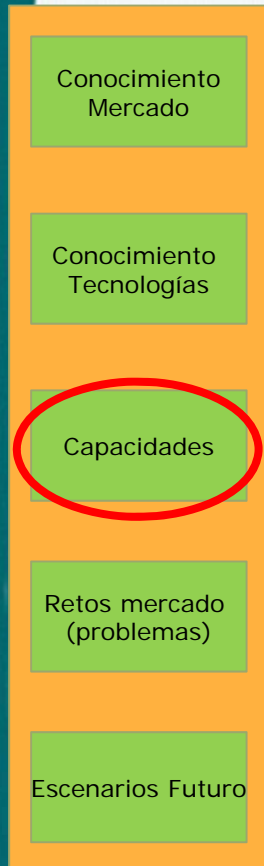 Conocimiento
Mercado
Conocimiento
Tecnologías
Capacidades
Retos mercado
(problemas)
Escenarios Futuro